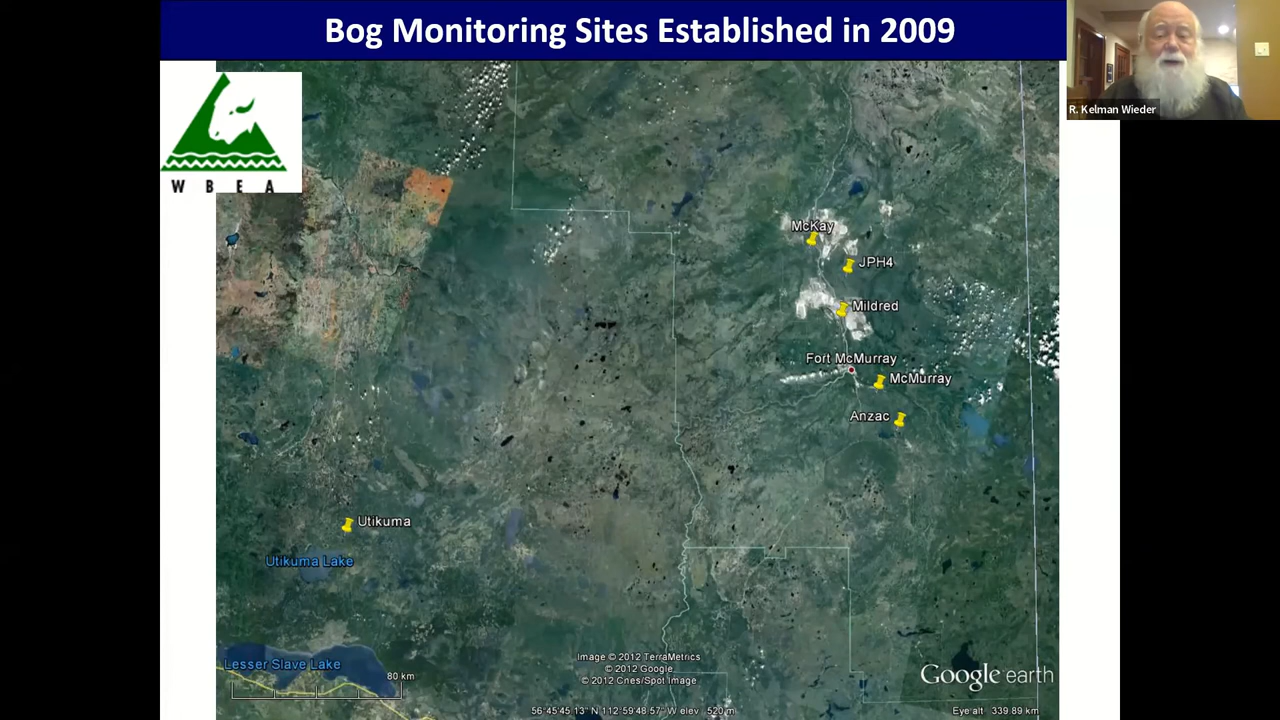 Bog Monitoring Sites Established in 2009
R. Kelman Wieder
W B E A
McKay
JPH4
Mildred
Fort McMurray
McMurray
Anzac
Utikuma
Utikuma Lake
Lesser Slave Lake
80 km
Image © 2012 TerraMetrics
© 2012 Google
© 2012 Cnes/Spot Image
Google earth
56°45'45.13" N 112°59'48.57" W elev 520 m
Eye alt 339.89 km